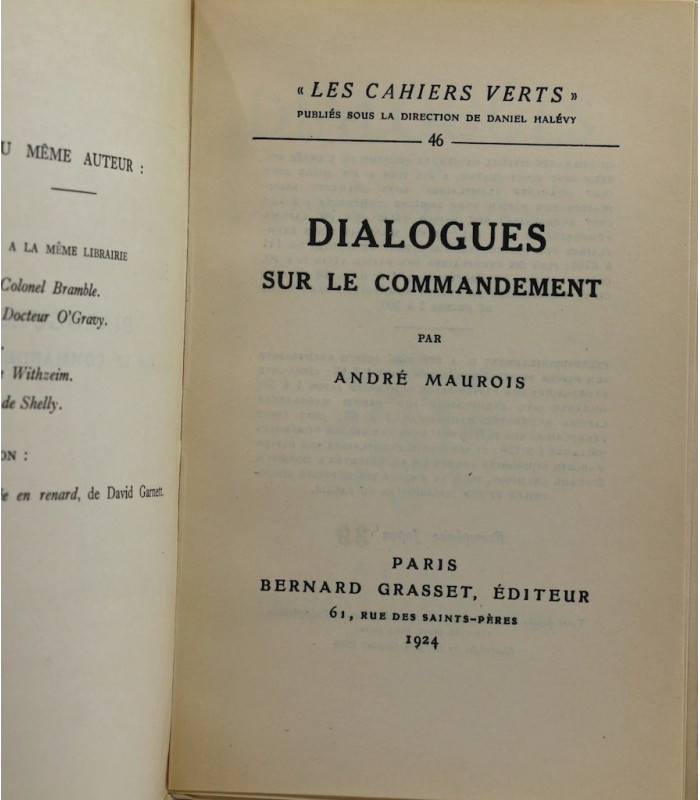 U MÊME AUTEUR :
A LA MÊME LIBRAIRIE
Colonel Bramble.
Docteur O'Gravy.
Withzeim.
de Shelly.
ON :
e en renard, de David Garnett.
« LES CAHIERS VERTS »
PUBLIÉS SOUS LA DIRECTION DE DANIEL HALÉVY
46
DIALOGUES
SUR LE COMMANDEMENT
PAR
ANDRÉ MAUROIS
PARIS
BERNARD GRASSET, ÉDITEUR
61, RUE DES SAINTS-PÈRES
1924